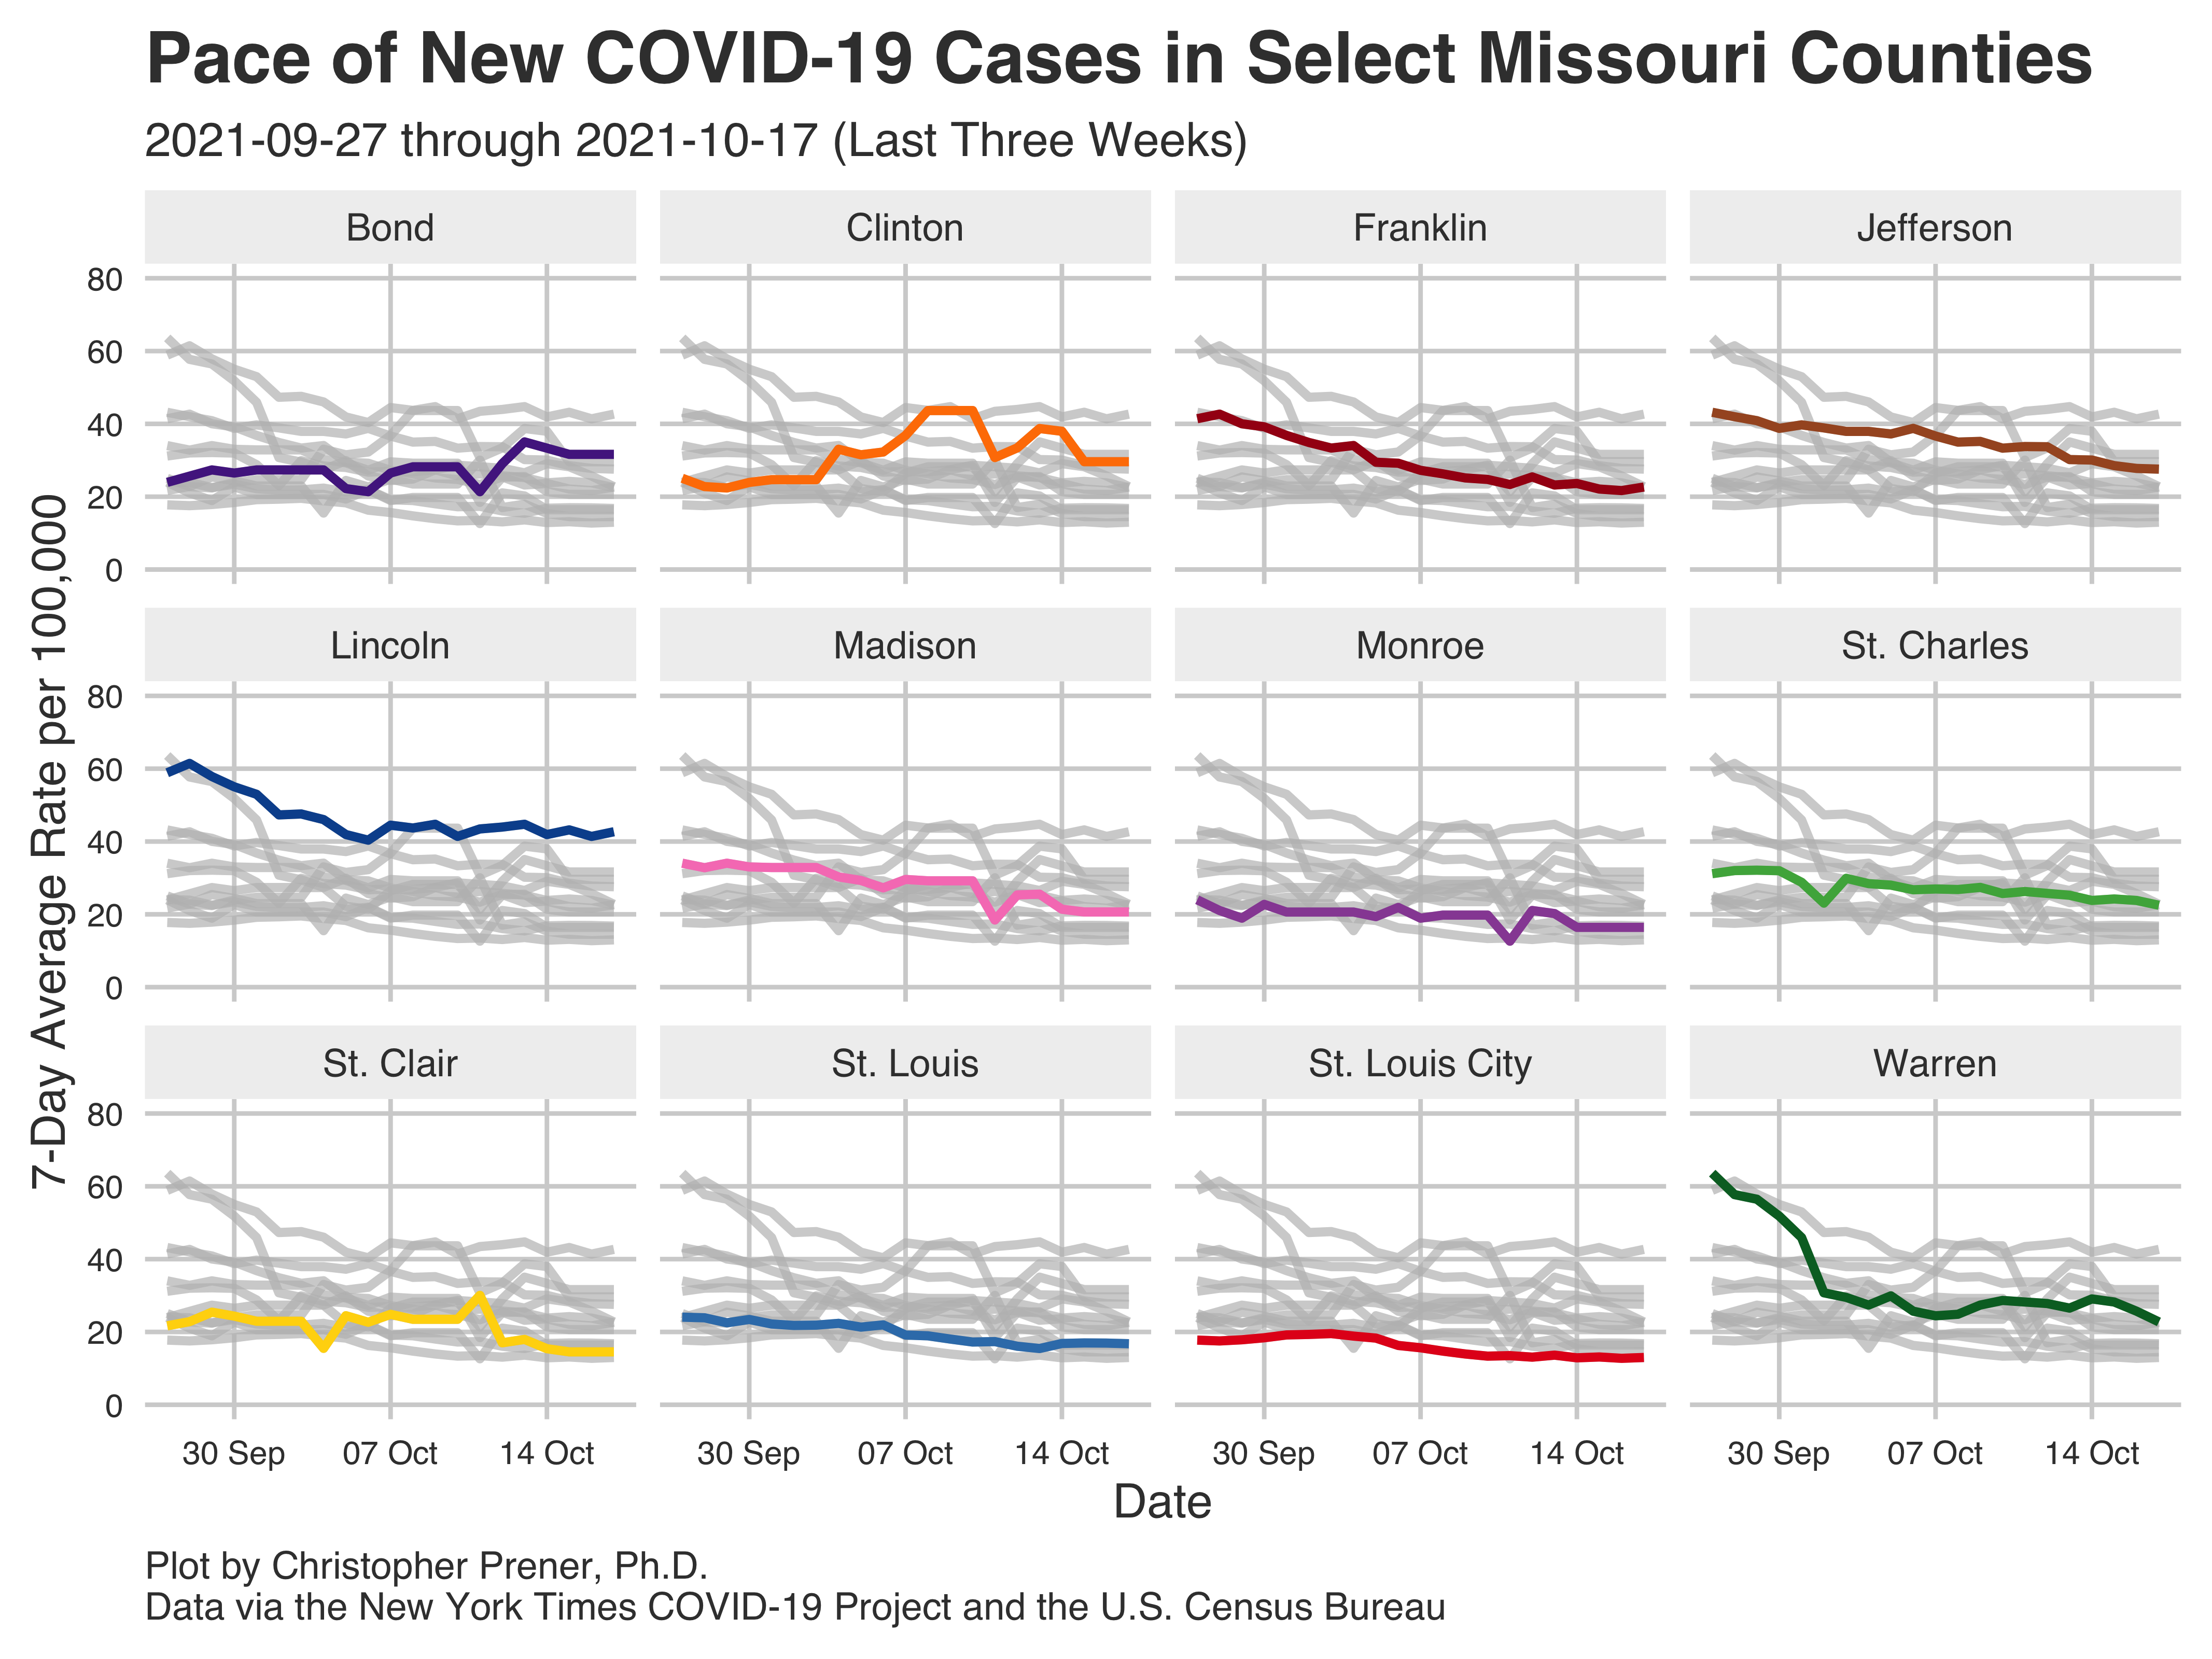 Pace of New COVID-19 Cases in Select Missouri Counties
2021-09-27 through 2021-10-17 (Last Three Weeks)
Bond
Clinton
Franklin
Jefferson
80
60
40
20
0
Lincoln
Madison
Monroe
St. Charles
80
60
40
20
0
7-Day Average Rate per 100,000
St. Clair
St. Louis
St. Louis City
Warren
80
60
40
20
0
30 Sep 07 Oct 14 Oct
30 Sep 07 Oct 14 Oct
30 Sep 07 Oct 14 Oct
30 Sep 07 Oct 14 Oct
Date
Plot by Christopher Prener, Ph.D.
Data via the New York Times COVID-19 Project and the U.S. Census Bureau